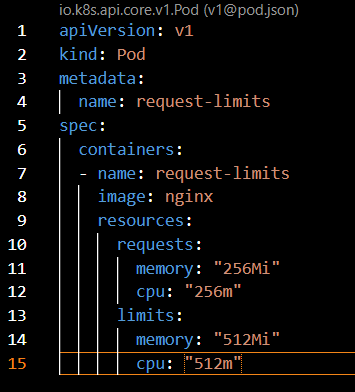 io.k8s.api.core.v1.Pod (v1@pod.json)
1 apiVersion: v1
2 kind: Pod
3 metadata:
4   name: request-limits
5 spec:
6   containers:
7   - name: request-limits
8     image: nginx
9     resources:
10       requests:
11         memory: "256Mi"
12         cpu: "256m"
13       limits:
14         memory: "512Mi"
15         cpu: "512m"